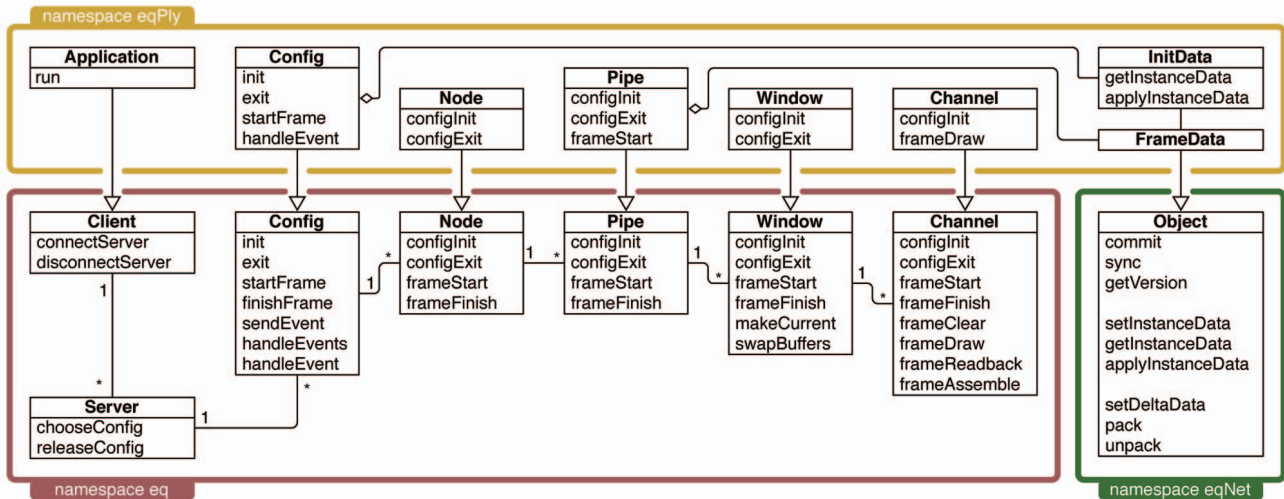 namespace eqPly
Application
run
Config
init
exit
startFrame
handleEvent
Node
configInit
configExit
Pipe
configInit
configExit
frameStart
Window
configInit
configExit
Channel
configInit
frameDraw
InitData
getInstanceData
applyInstanceData
FrameData
Client
connectServer
disconnectServer
1
*
Server
chooseConfig
releaseConfig
1
*
Config
init
exit
startFrame
finishFrame
sendEvent
handleEvents
handleEvent
1
*
Node
configInit
configExit
frameStart
frameFinish
1
*
Pipe
configInit
configExit
frameStart
frameFinish
1
*
Window
configInit
configExit
frameStart
frameFinish
makeCurrent
swapBuffers
1
*
Channel
configInit
configExit
frameStart
frameFinish
frameClear
frameDraw
frameReadback
frameAssemble
Object
commit
sync
getVersion
setInstanceData
getInstanceData
applyInstanceData
setDeltaData
pack
unpack
namespace eq
namespace eqNet